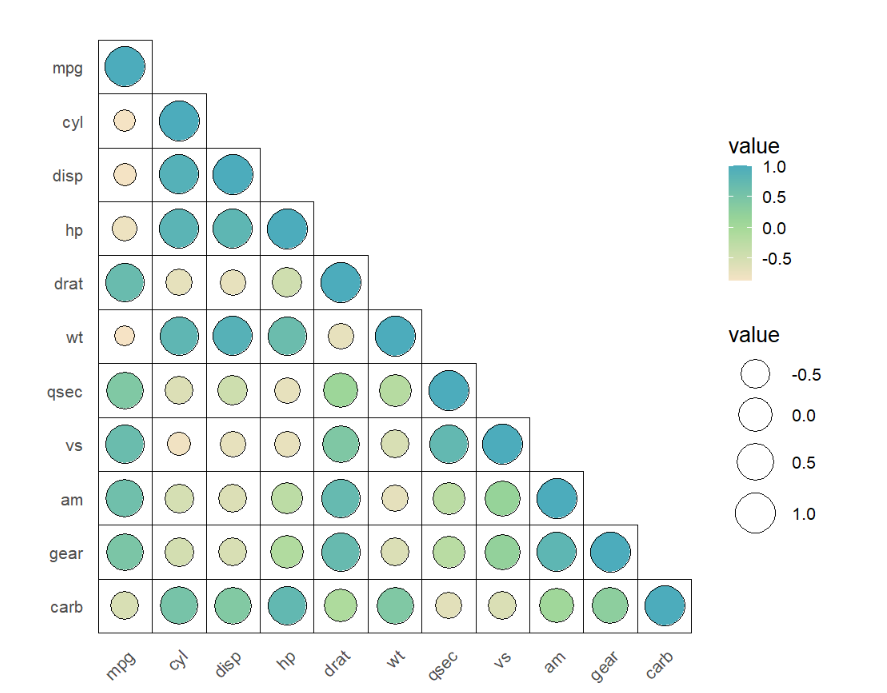 mpg
cyl
disp
hp
drat
wt
qsec
vs
am
gear
carb
mpg
cyl
disp
hp
drat
wt
qsec
vs
am
gear
carb
value
1.0
0.5
0.0
-0.5
value
-0.5
0.0
0.5
1.0